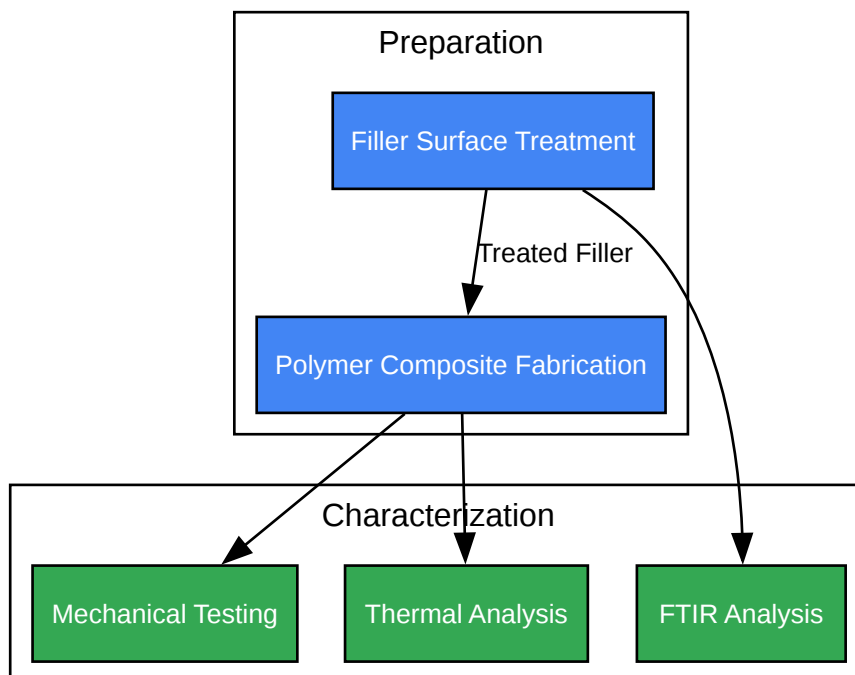 Preparation
Filler Surface Treatment
Treated Filler
Polymer Composite Fabrication
Characterization
Mechanical Testing
Thermal Analysis
FTIR Analysis